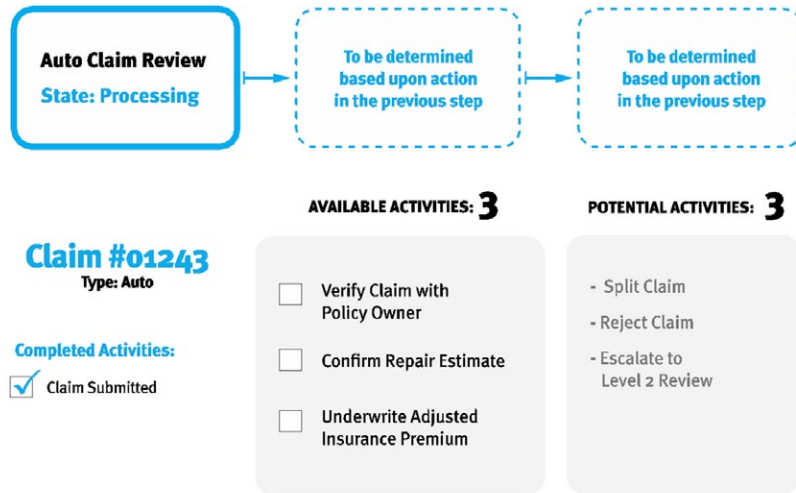 Auto Claim Review
State: Processing
To be determined
based upon action
in the previous step
To be determined
based upon action
in the previous step
Claim #01243
Type: Auto
Completed Activities:
Claim Submitted
AVAILABLE ACTIVITIES: 3
Verify Claim with
Policy Owner
Confirm Repair Estimate
Underwrite Adjusted
Insurance Premium
POTENTIAL ACTIVITIES: 3
- Split Claim
- Reject Claim
- Escalate to
Level 2 Review